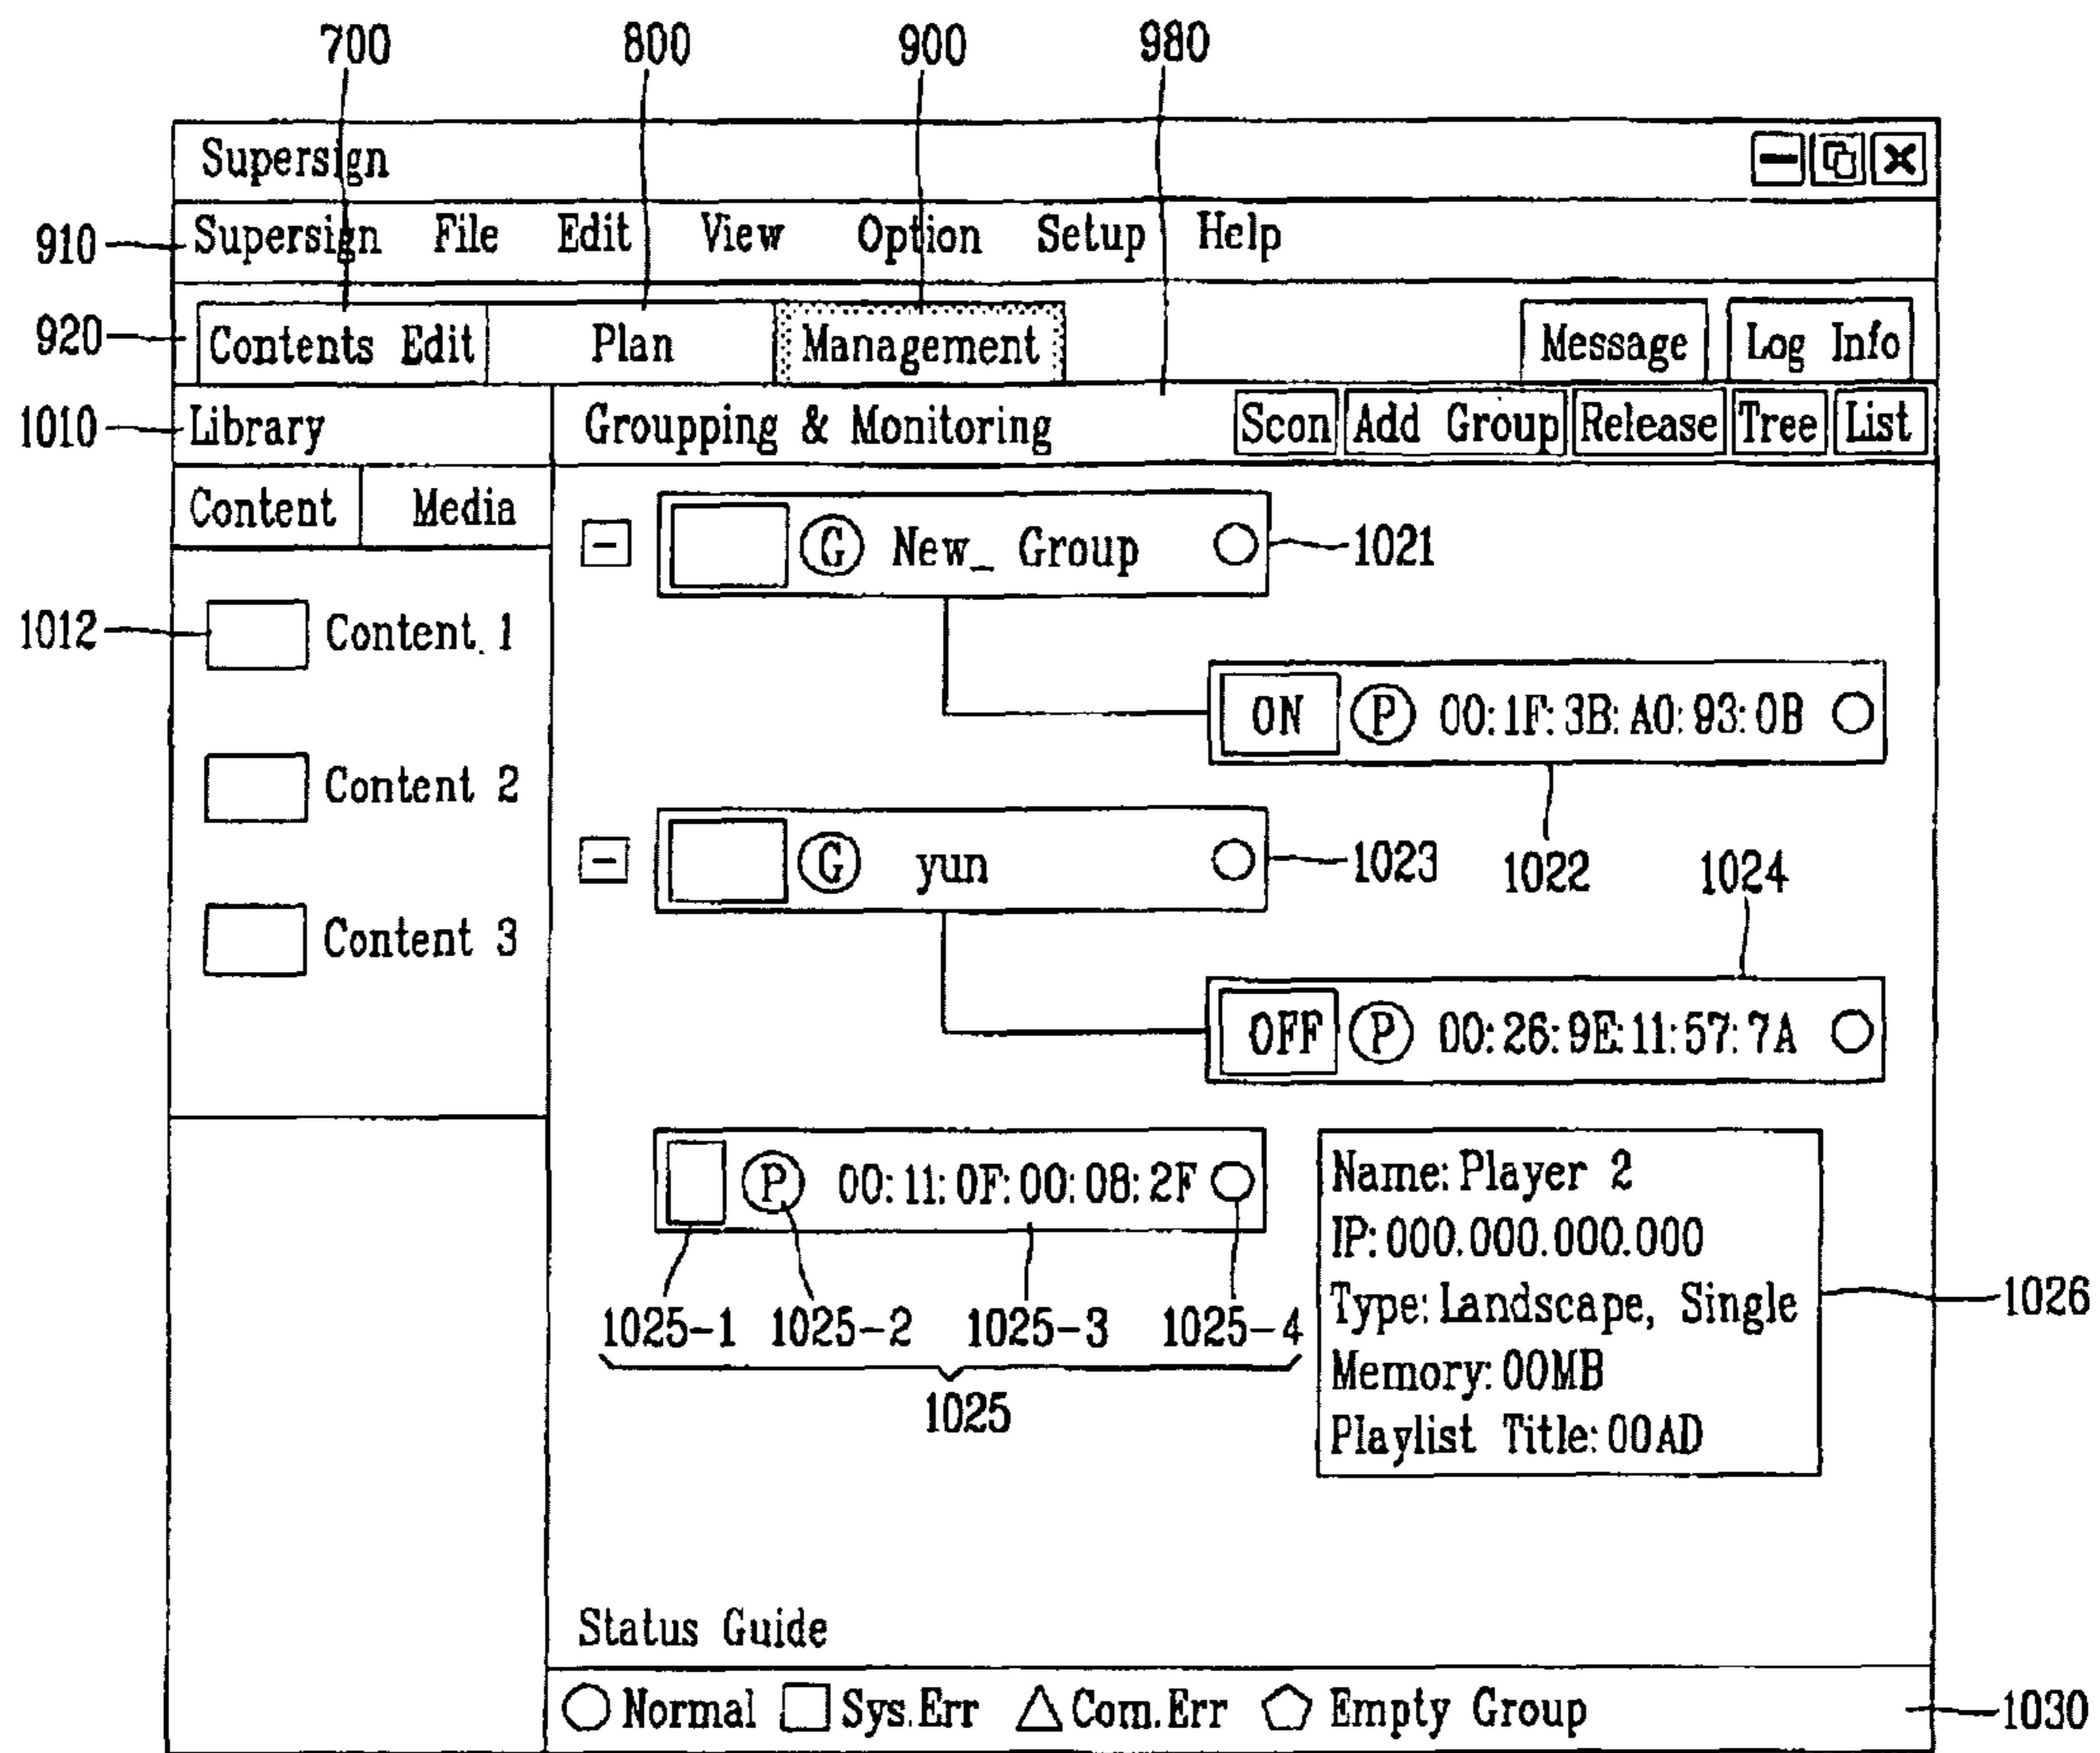 700 800 900 980
Supersign
910 Supersign File Edit View Option Setup Help
920 Contents Edit Plan Management Message Log Info
1010 Library Groupping & Monitoring Scon Add Group Release Tree List
Content Media
G New_ Group 1021
1012 Content 1
ON P 00:1F:3B:A0:93:0B
Content 2
1022
G yun 1023
1024
Content 3
OFF P 00:26:9E:11:57:7A
P 00:11:0F:00:08:2F
1025-1 1025-2 1025-3 1025-4
1025
Name:Player 2
IP:000.000.000.000
Type:Landscape, Single
Memory:00MB
Playlist Title:00AD
1026
Status Guide
Normal Sys.Err Com.Err Empty Group 1030